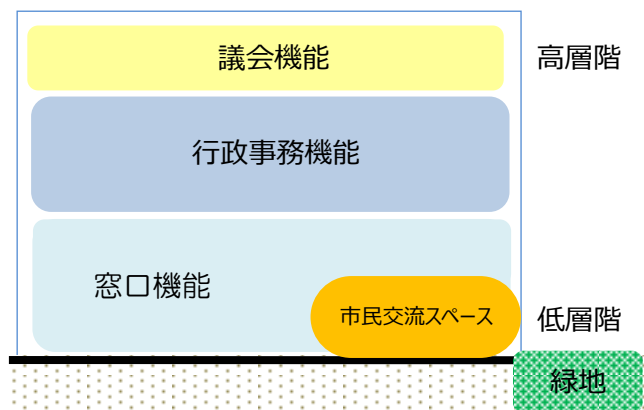 議会機能
高層階
行政事務機能
窓口機能
市民交流スペース
低層階
緑地